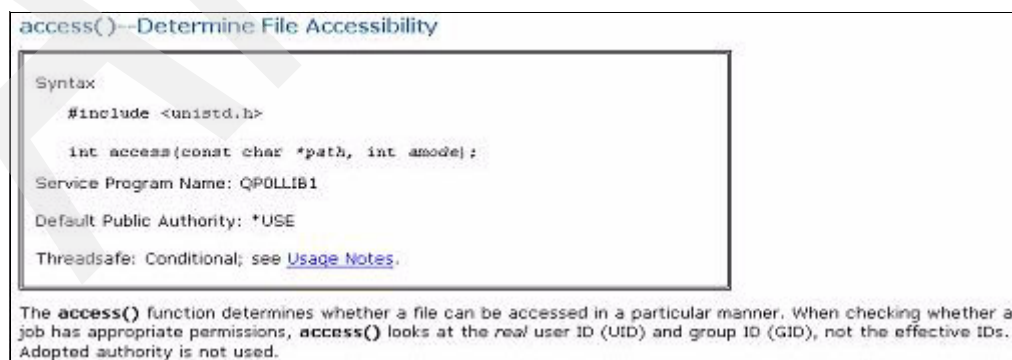 access()--Determine File Accessibility
Syntax
#include <unistd.h>
int access(const char *path, int amode);
Service Program Name: QP0LLIB1
Default Public Authority: *USE
Threadsafe: Conditional; see Usage Notes.
The access() function determines whether a file can be accessed in a particular manner. When checking whether a
job has appropriate permissions, access() looks at the real user ID (UID) and group ID (GID), not the effective IDs.
Adopted authority is not used.